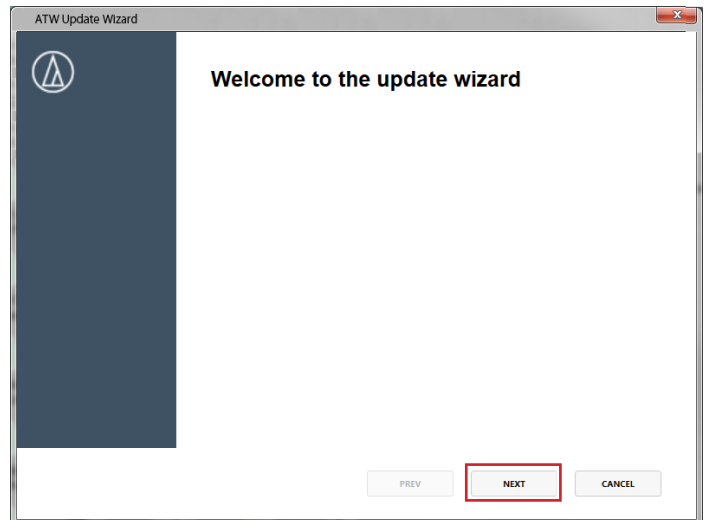 ATW Update Wizard
Welcome to the update wizard
PREV NEXT CANCEL